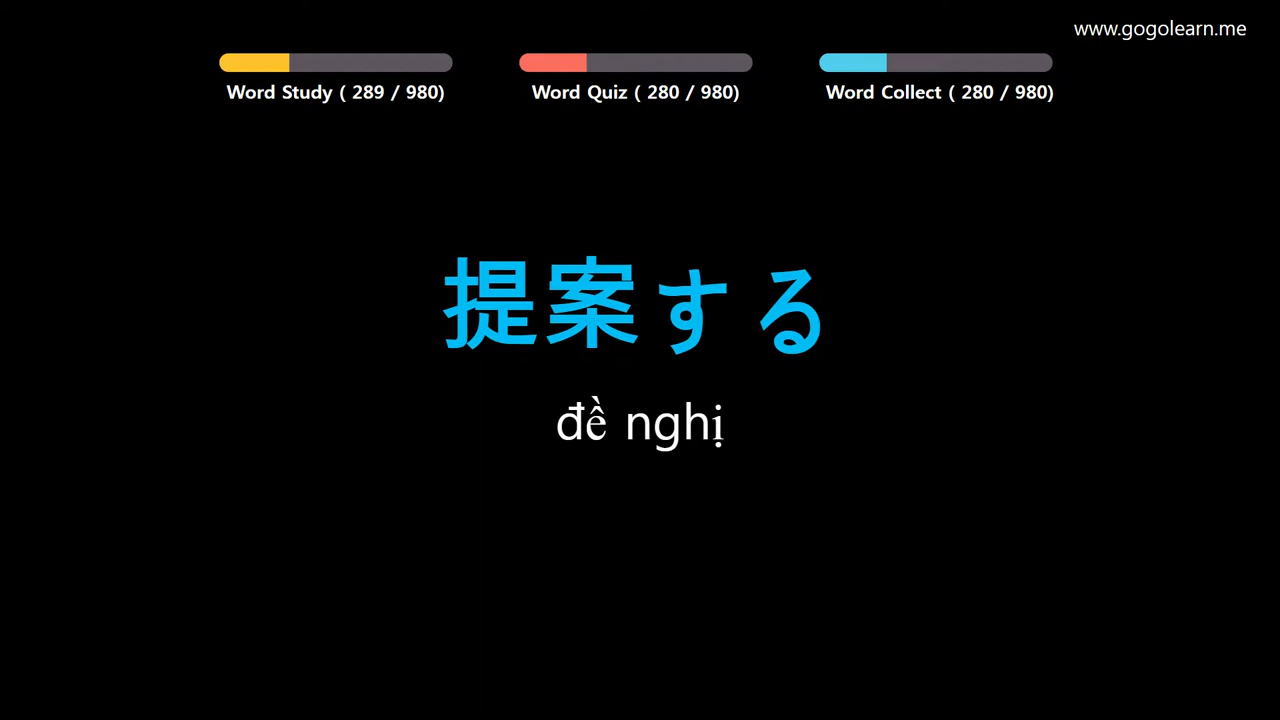 www.gogolearn.me
Word Study ( 289 / 980)
Word Quiz ( 280 / 980)
Word Collect ( 280 / 980)
提案する
đề nghị